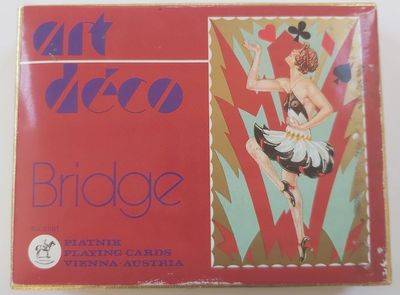 art
déco
Bridge
PIATNIK
PLAYING-CARDS
VIENNA-AUSTRIA